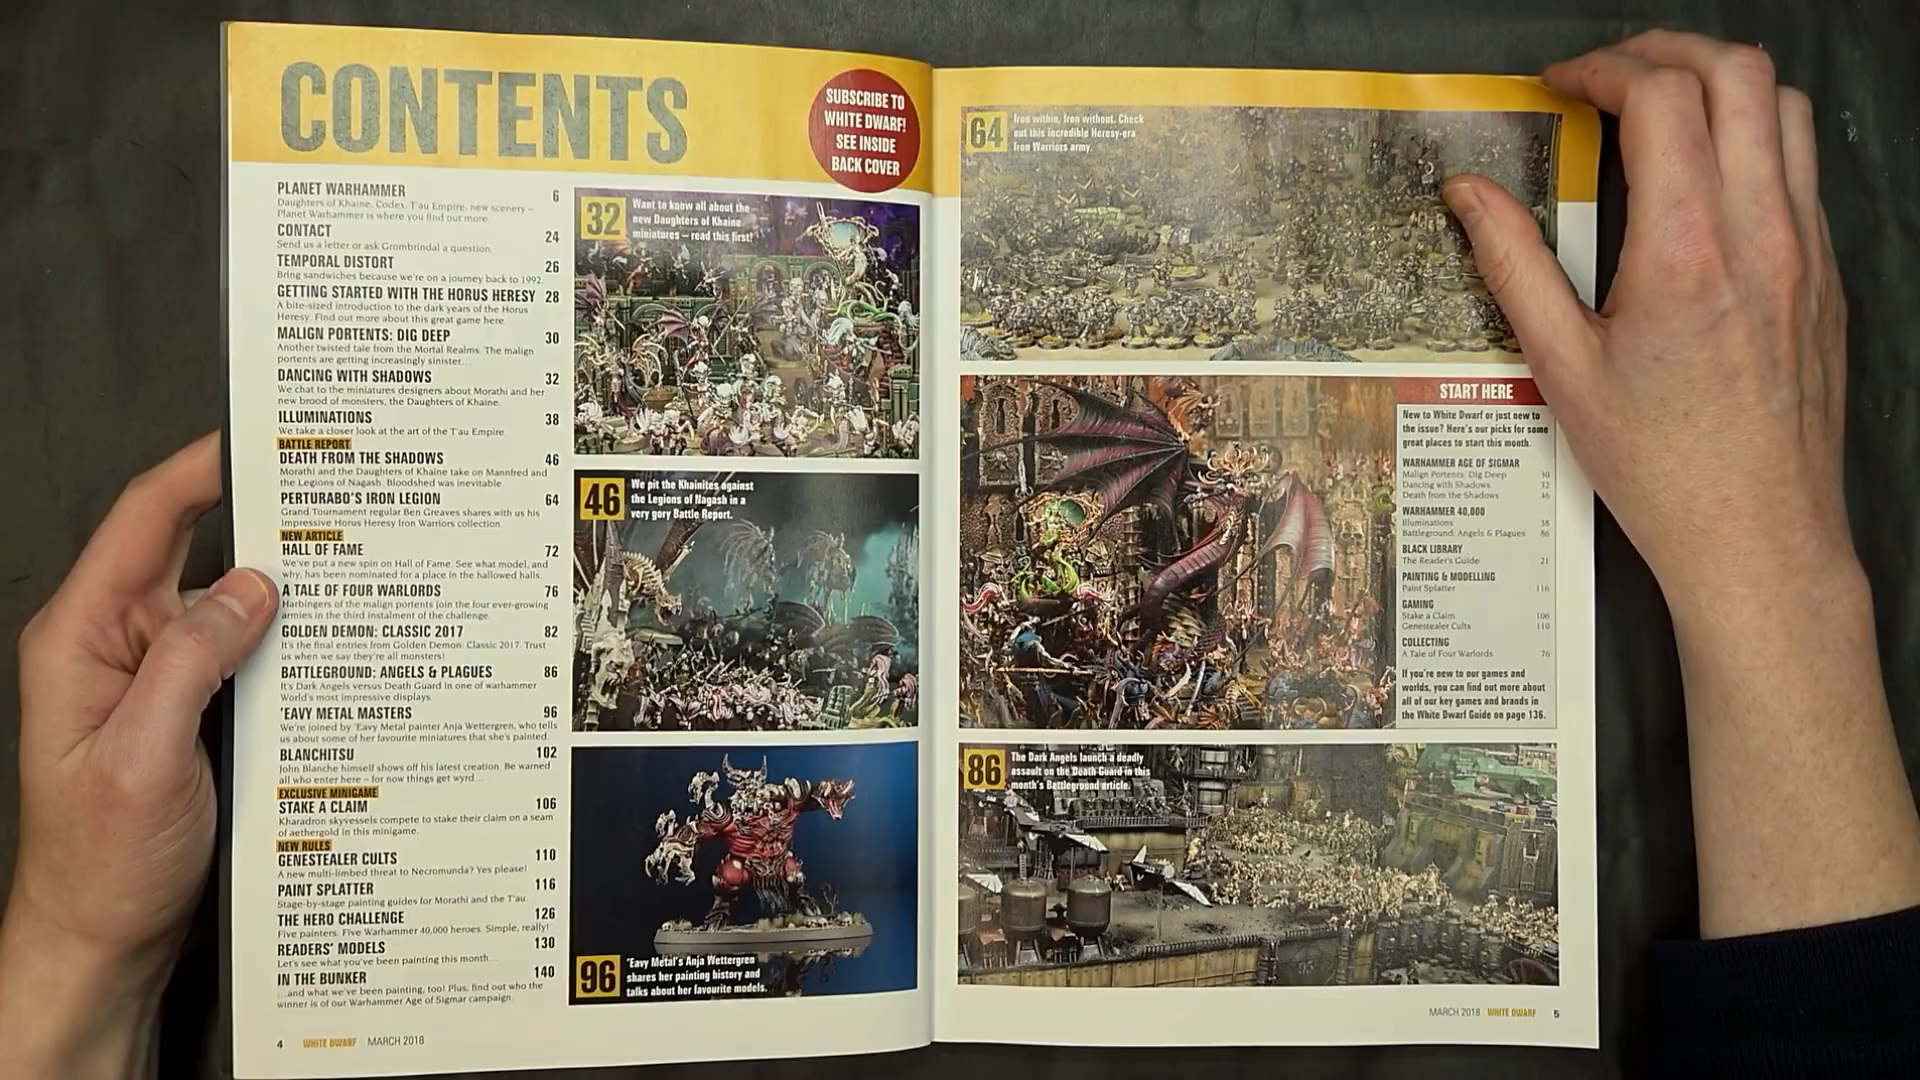 CONTENTS
SUBSCRIBE TO
WHITE DWARF!
SEE INSIDE
BACK COVER
PLANET WARHAMMER 6
Daughters of Khaine, Codex, T'au Empire, new scenery –
Planet Warhammer is where you find out more.
CONTACT 24
Send us a letter or ask Grombrindal a question.
TEMPORAL DISTORT 26
Bring sandwiches because we're on a journey back to 1992.
GETTING STARTED WITH THE HORUS HERESY 28
A bite-sized introduction to the dark years of the Horus
Heresy. Find out more about this great game here.
MALIGN PORTENTS: DIG DEEP 30
Another twisted tale from the Mortal Realms. The malign
portents are getting increasingly sinister...
DANCING WITH SHADOWS 32
We chat to the miniatures designers about Morathi and her
new brood of monsters, the Daughters of Khaine.
ILLUMINATIONS 38
We take a closer look at the art of the T'au Empire.
BATTLE REPORT
DEATH FROM THE SHADOWS 46
Morathi and the Daughters of Khaine take on Mannfred and
the Legions of Nagash. Bloodshed was inevitable.
PERTURABO'S IRON LEGION 64
Grand Tournament regular Ben Greaves shares with us his
impressive Horus Heresy Iron Warriors collection.
NEW ARTICLE
HALL OF FAME 72
We've put a new spin on Hall of Fame. See what model, and
why, has been nominated for a place in the hallowed halls.
A TALE OF FOUR WARLORDS 76
Harbingers of the malign portents join the four ever-growing
armies in the third instalment of the challenge.
GOLDEN DEMON: CLASSIC 2017 82
It's the final entries from Golden Demon: Classic 2017. Trust
us when we say they're all monsters!
BATTLEGROUND: ANGELS & PLAGUES 86
It's Dark Angels versus Death Guard in one of warhammer
World's most impressive displays.
'EAVY METAL MASTERS 96
We're joined by 'Eavy Metal painter Anja Wettergren, who tells
us about some of her favourite miniatures that she's painted.
BLANCHITSU 102
John Blanche himself shows off his latest creation. Be warned
all who enter here – for now things get wyrd...
EXCLUSIVE MINIGAME
STAKE A CLAIM 106
Kharadron skyvessels compete to stake their claim on a seam
of aethergold in this minigame.
NEW RULES
GENESTEALER CULTS 110
A new multi-limbed threat to Necromunda? Yes please!
PAINT SPLATTER 116
Stage-by-stage painting guides for Morathi and the T'au.
THE HERO CHALLENGE 126
Five painters. Five Warhammer 40,000 heroes. Simple, really!
READERS' MODELS 130
Let's see what you've been painting this month...
IN THE BUNKER 140
...and what we've been painting, too! Plus, find out who the
winner is of our Warhammer Age of Sigmar campaign.
4 WHITE DWARF MARCH 2018
32
Want to know all about the
new Daughters of Khaine
miniatures – read this first!
46
We pit the Khainites against
the Legions of Nagash in a
very gory Battle Report.
96
'Eavy Metal's Anja Wettergren
shares her painting history and
talks about her favourite models.
64
Iron within, Iron without. Check
out this incredible Heresy-era
Iron Warriors army.
START HERE
New to White Dwarf or just new to
the issue? Here's our picks for some
great places to start this month.
WARHAMMER AGE OF SIGMAR
Malign Portents: Dig Deep 30
Dancing with Shadows 32
Death from the Shadows 46
WARHAMMER 40,000
Illuminations 38
Battleground: Angels & Plagues 86
BLACK LIBRARY
The Reader's Guide 21
PAINTING & MODELLING
Paint Splatter 116
GAMING
Stake a Claim 106
Genestealer Cults 110
COLLECTING
A Tale of Four Warlords 76
If you're new to our games and
worlds, you can find out more about
all of our key games and brands in
the White Dwarf Guide on page 136.
86
The Dark Angels launch a deadly
assault on the Death Guard in this
month's Battleground article.
MARCH 2018 WHITE DWARF 5